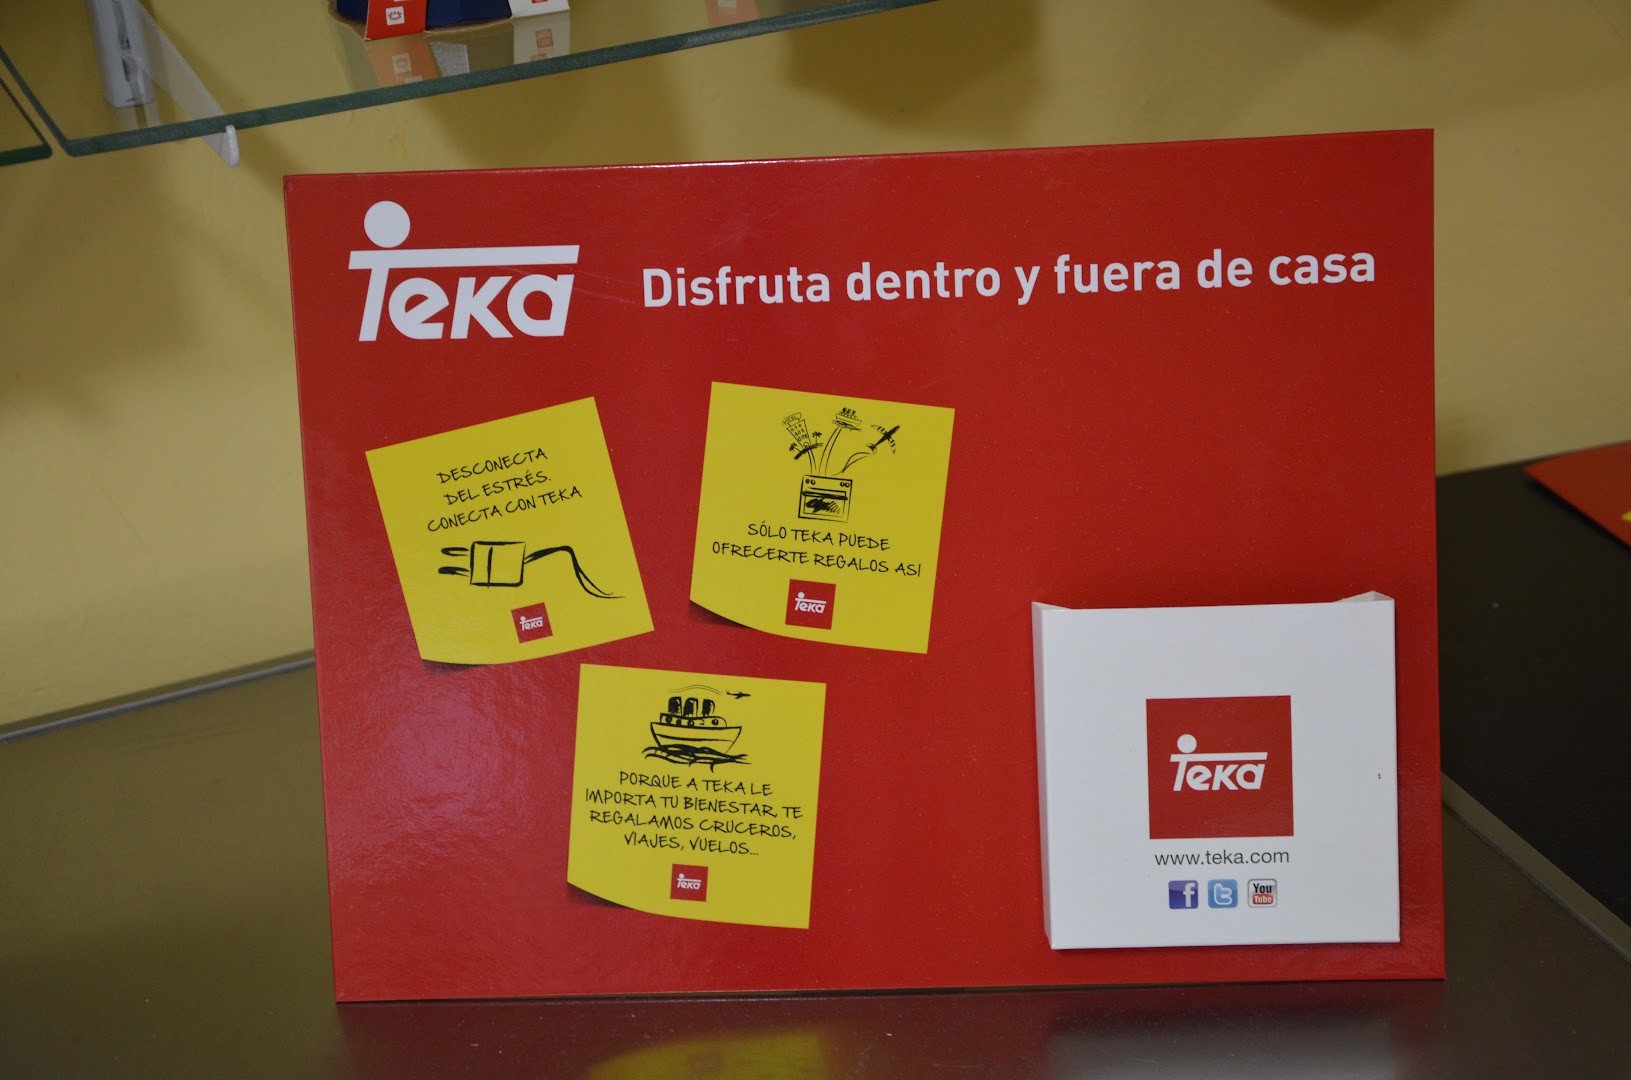 Teka
Disfruta dentro y fuera de casa
DESCONECTA
DEL ESTRÉS.
CONECTA CON TEKA
Teka
SÓLO TEKA PUEDE
OFRECERTE REGALOS ASI
Teka
PORQUE A TEKA LE
IMPORTA TU BIENESTAR, TE
REGALAMOS CRUCEROS,
VIAJES, VUELOS...
Teka
Teka
www.teka.com
f
t
You
Tube